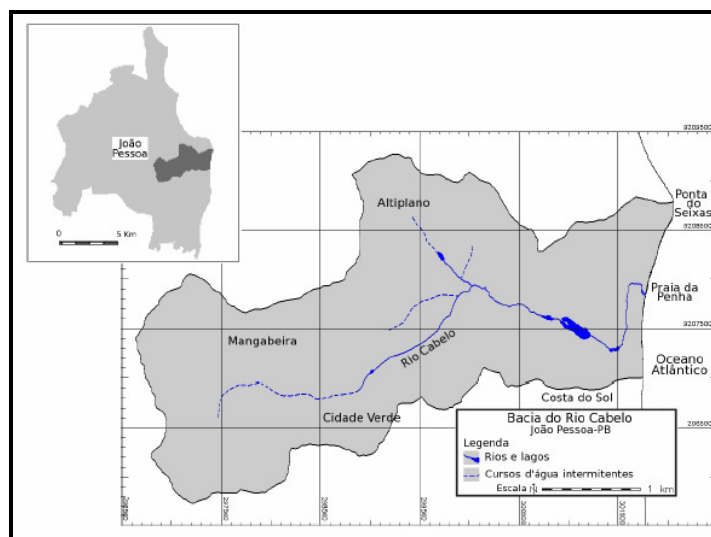 João
Pessoa
0 5 Km
Altiplano
Ponta
do
Seixas
Praia da
Penha
Mangabeira
Rio Cabelo
Oceano
Atlântico
Costa do Sol
Cidade Verde
Bacia do Rio Cabelo
João Pessoa-PB
Legenda
Rios e lagos
Cursos d'água intermitentes
Escala
1 km